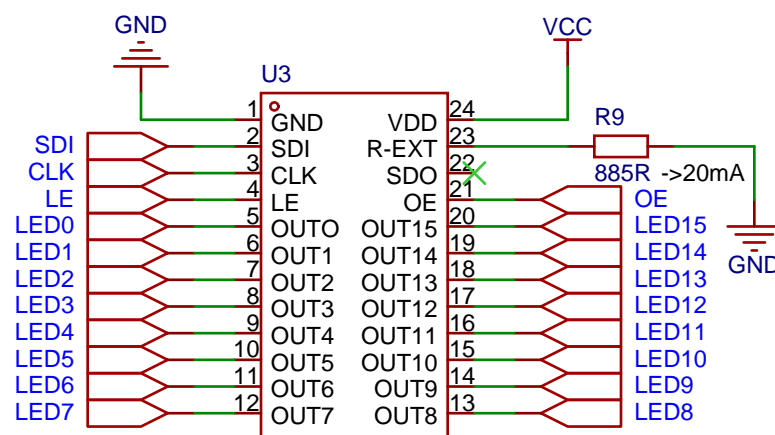 GND VCC
U3
1 GND VDD 24 R9
SDI 2 SDI R-EXT 23
CLK 3 CLK SDO 22 885R ->20mA
LE 4 LE OE 21 OE
LED0 5 OUTO OUT15 20 LED15
LED1 6 OUT1 OUT14 19 LED14 GND
LED2 7 OUT2 OUT13 18 LED13
LED3 8 OUT3 OUT12 17 LED12
LED4 9 OUT4 OUT11 16 LED11
LED5 10 OUT5 OUT10 15 LED10
LED6 11 OUT6 OUT9 14 LED9
LED7 12 OUT7 OUT8 13 LED8